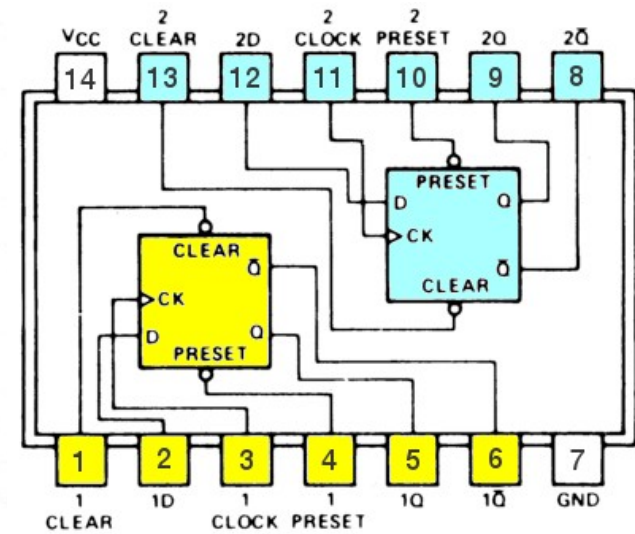 2 2 2
VCC CLEAR 2D CLOCK PRESET 2Q 2Q̅
14 13 12 11 10 9 8
PRESET
D Q
CK
Q̅
CLEAR
CLEAR
Q̅
CK
D Q
PRESET
1 2 3 4 5 6 7
1 1D 1 1 1Q 1Q̅ GND
CLEAR CLOCK PRESET